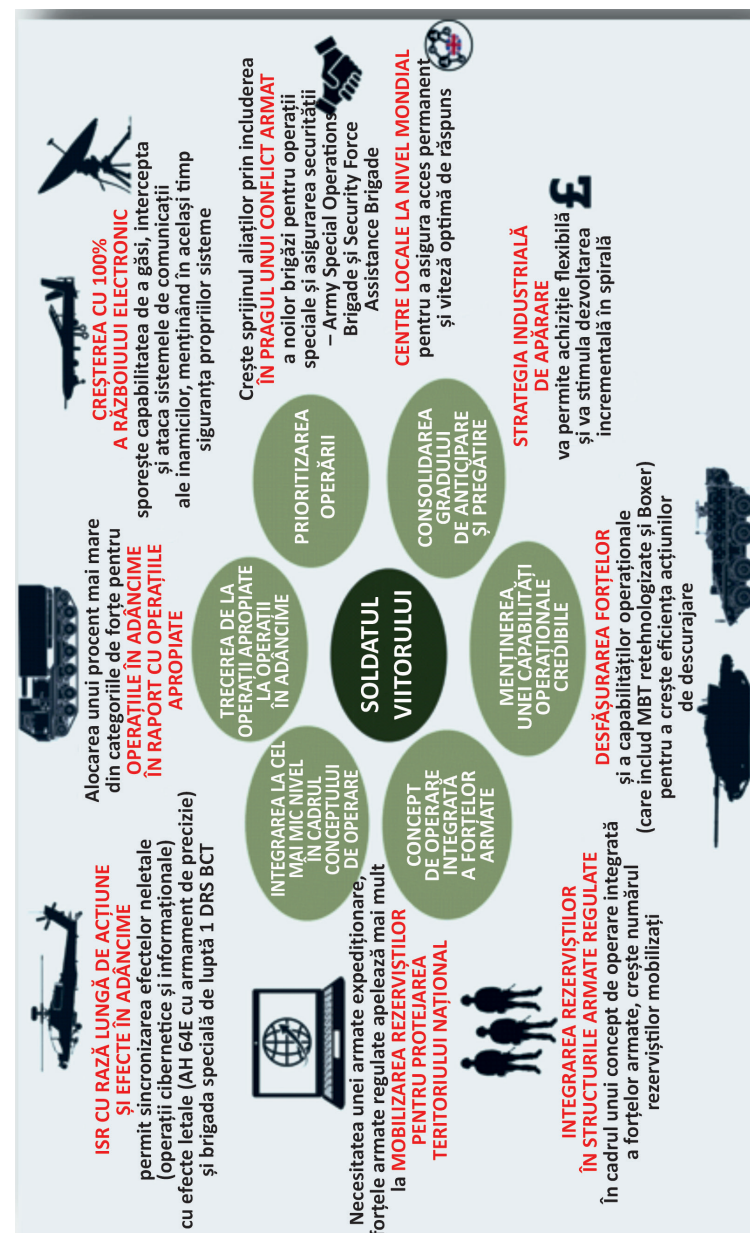 ISR CU RAZĂ LUNGĂ DE ACȚIUNE
ȘI EFECTE ÎN ADÂNCIME
permit sincronizarea efectelor neletale
(operații cibernetice și informaționale)
cu efecte letale (AH 64E cu armament de precizie)
și brigada specială de luptă 1 DRS BCT
Alocarea unui procent mai mare
din categoriile de forțe pentru
OPERAȚIILE ÎN ADÂNCIME
ÎN RAPORT CU OPERAȚIILE
APROPIATE
CREȘTEREA CU 100%
A RĂZBOIULUI ELECTRONIC
sporește capabilitatea de a găsi, intercepta
și ataca sistemele de comunicații
ale inamicilor, menținând în același timp
siguranța propriilor sisteme
Crește sprijinul aliaților prin includerea
ÎN PRAGUL UNUI CONFLICT ARMAT
a noilor brigăzi pentru operații
speciale și asigurarea securității
– Army Special Operations
Brigade și Security Force
Assistance Brigade
CENTRE LOCALE LA NIVEL MONDIAL
pentru a asigura acces permanent
și viteză optimă de răspuns
STRATEGIA INDUSTRIALĂ
DE APĂRARE
va permite achiziție flexibilă
și va stimula dezvoltarea
incrementală în spirală
£
TRECEREA DE LA
OPERAȚII APROPIATE
LA OPERAȚII
ÎN ADÂNCIME
PRIORITIZAREA
OPERĂRII
INTEGRAREA LA CEL
MAI MIC NIVEL
ÎN CADRUL
CONCEPTULUI
DE OPERARE
SOLDATUL
VIITORULUI
CONSOLIDAREA
GRADULUI
DE ANTICIPARE
ȘI PREGĂTIRE
CONCEPT
DE OPERARE
INTEGRATĂ
A FORȚELOR
ARMATE
MENȚINEREA
UNEI CAPABILITĂȚI
OPERAȚIONALE
CREDIBILE
Necesitatea unei armate expediționare,
forțele armate regulate apelează mai mult
la MOBILIZAREA REZERVIȘTILOR
PENTRU PROTEJAREA
TERITORIULUI NAȚIONAL
INTEGRAREA REZERVIȘTILOR
ÎN STRUCTURILE ARMATE REGULATE
În cadrul unui concept de operare integrată
a forțelor armate, crește numărul
rezerviștilor mobilizați
DESFĂȘURAREA FORȚELOR
și a capabilităților operaționale
(care includ MBT retehnologizate și Boxer)
pentru a crește eficiența acțiunilor
de descurajare